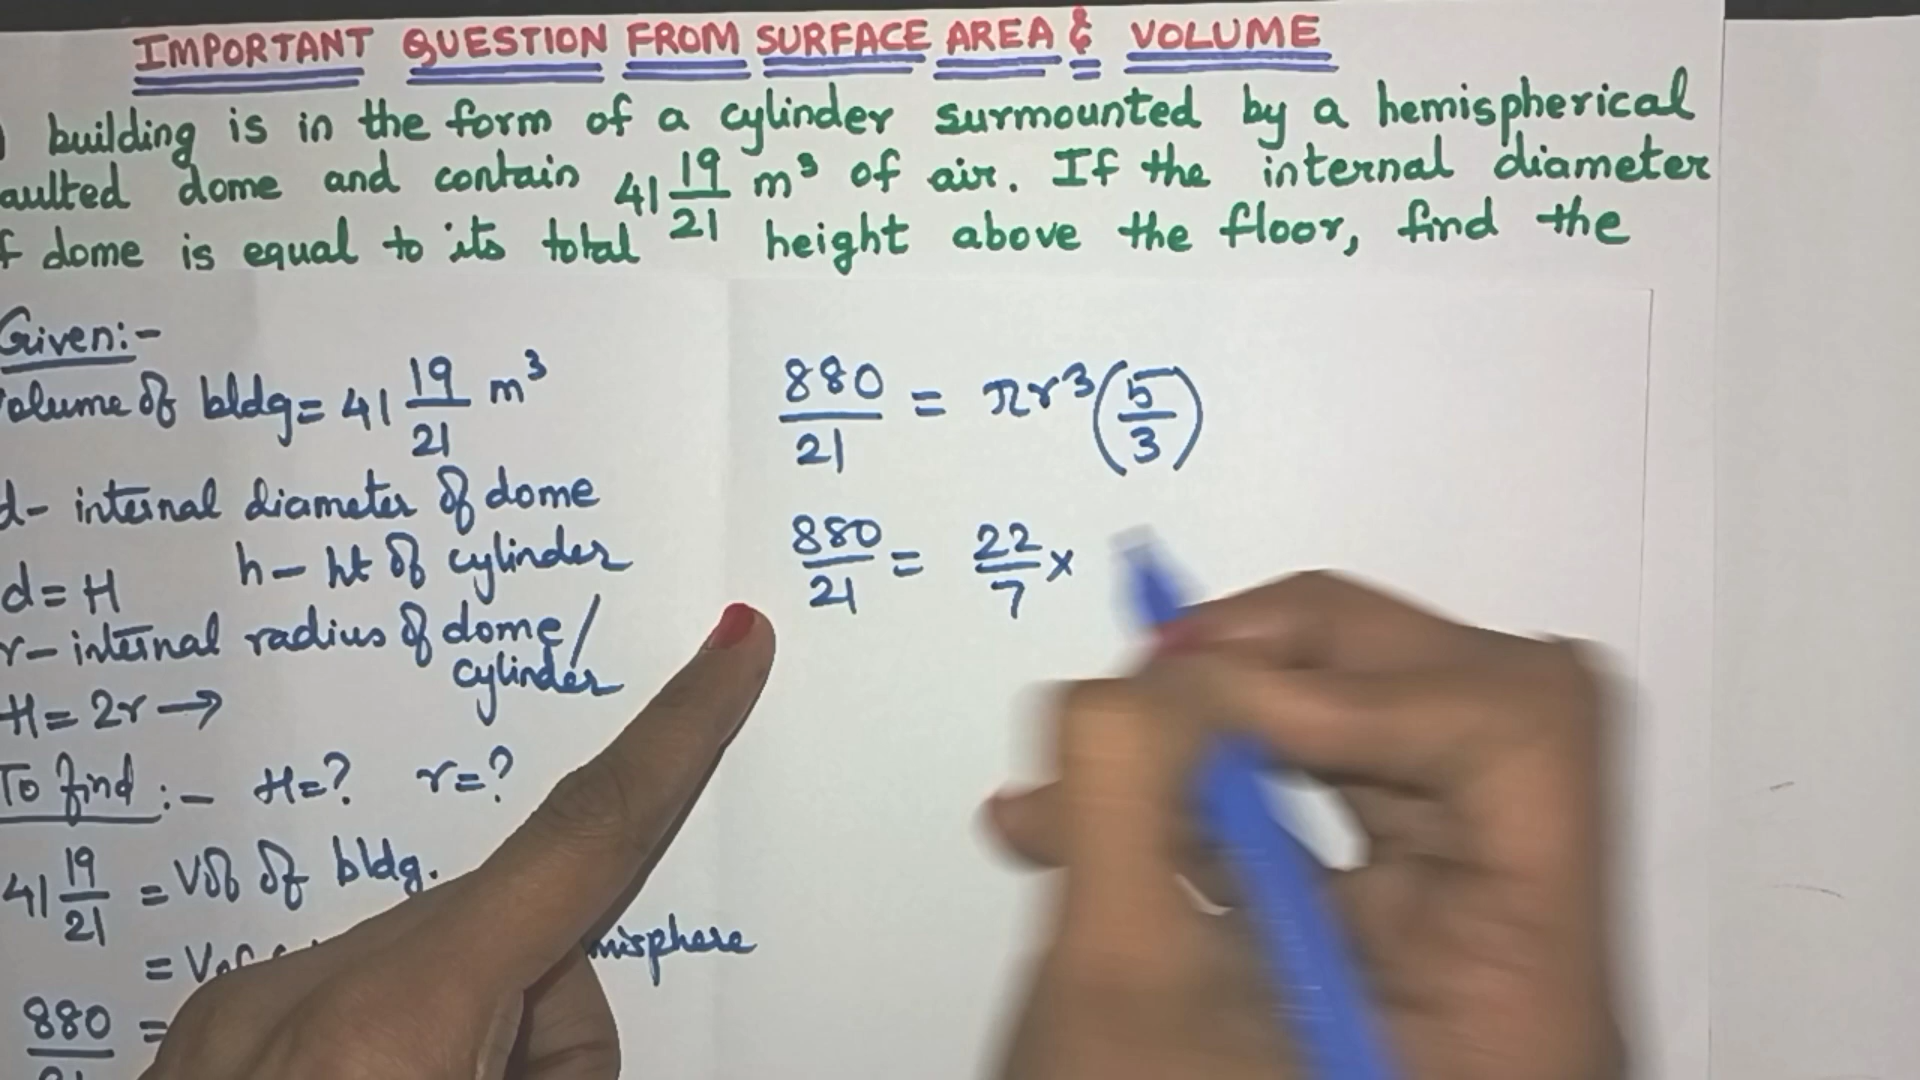 IMPORTANT QUESTION FROM SURFACE AREA & VOLUME
building is in the form of a cylinder surmounted by a hemispherical
aulted dome and contain 41 19/21 m³ of air. If the internal diameter
f dome is equal to its total height above the floor, find the
Given:-
olume of bldg = 41 19/21 m³
d- internal diameter of dome
d = H h- ht of cylinder
r- internal radius of dome/
cylinder
H = 2r →
To find :- H=? r=?
41 19/21 = Vol of bldg.
= misphere
880 =
880/21 = πr³(5/3)
880/21 = 22/7 ×